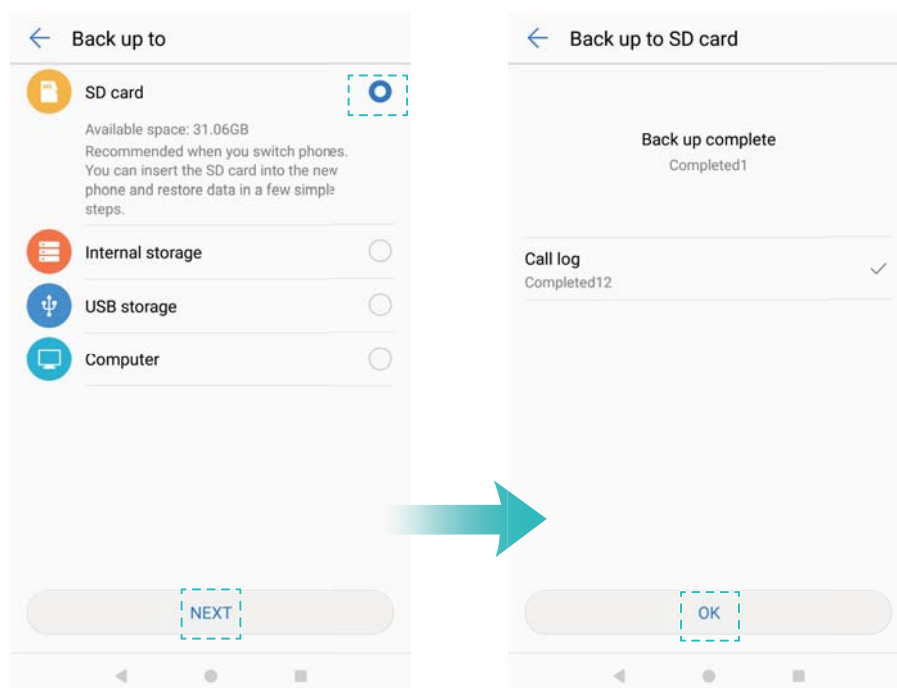 Back up to
SD card
Available space: 31.06GB
Recommended when you switch phones.
You can insert the SD card into the new
phone and restore data in a few simple
steps.
Internal storage
USB storage
Computer
NEXT
Back up to SD card
Back up complete
Completed1
Call log
Completed12
OK